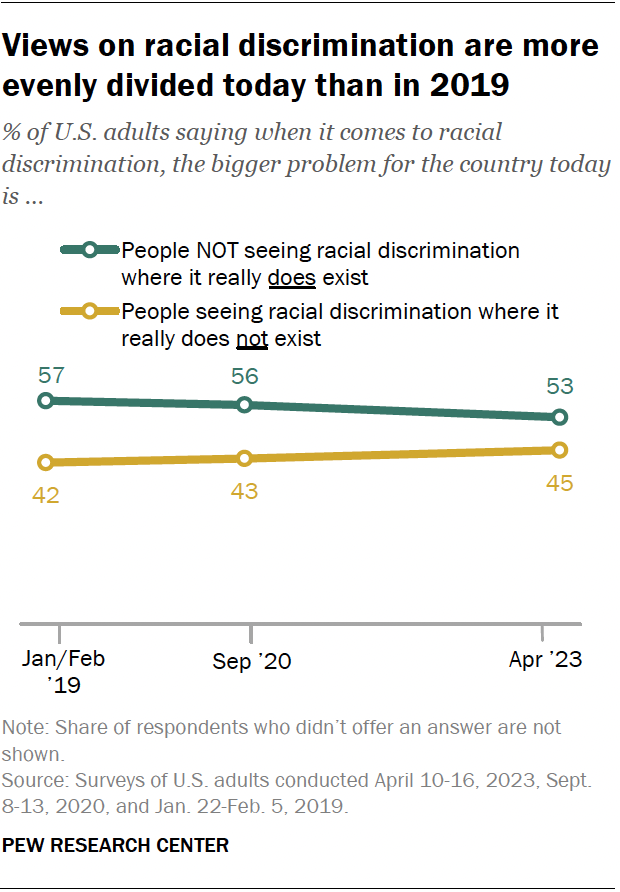 Views on racial discrimination are more
evenly divided today than in 2019
% of U.S. adults saying when it comes to racial
discrimination, the bigger problem for the country today
is ...
People NOT seeing racial discrimination
where it really does exist
People seeing racial discrimination where it
really does not exist
57
56
53
42
43
45
Jan/Feb
’19
Sep ’20
Apr ’23
Note: Share of respondents who didn’t offer an answer are not
shown.
Source: Surveys of U.S. adults conducted April 10-16, 2023, Sept.
8-13, 2020, and Jan. 22-Feb. 5, 2019.
PEW RESEARCH CENTER